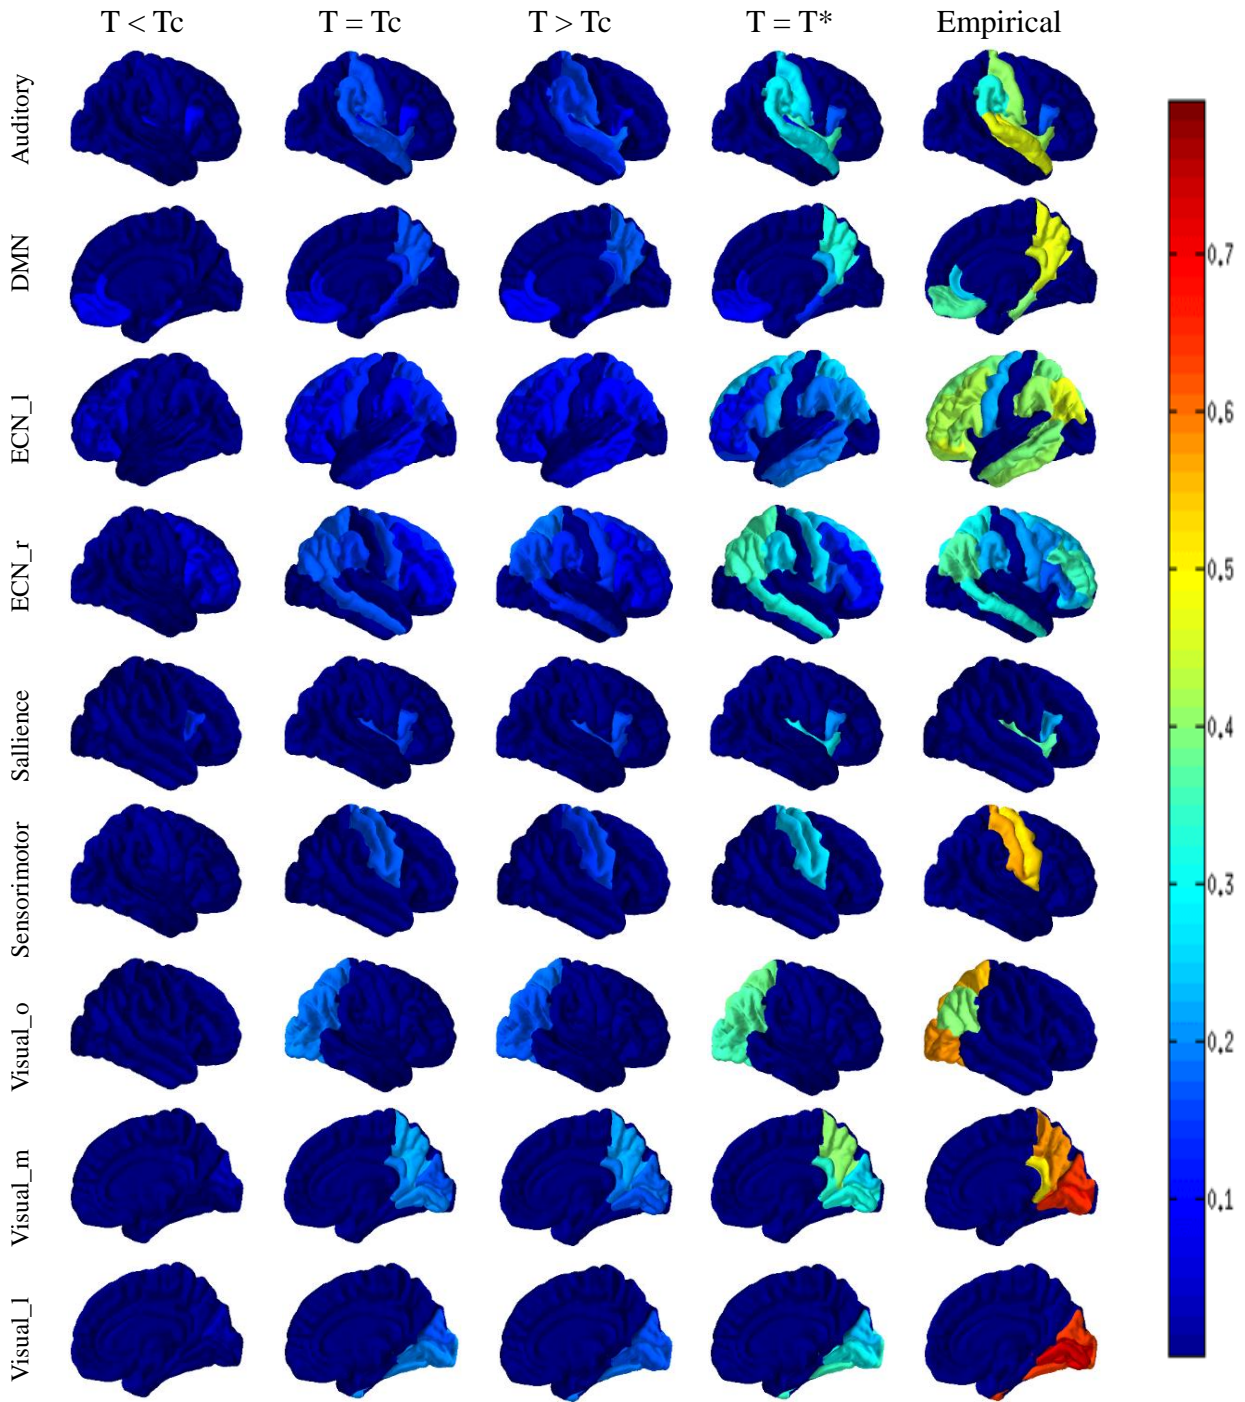 T < Tc T = Tc T > Tc T = T* Empirical
Auditory
DMN
ECN_l
ECN_r
Sallience
Sensorimotor
Visual_o
Visual_m
Visual_l
0.7
0.6
0.5
0.4
0.3
0.2
0.1